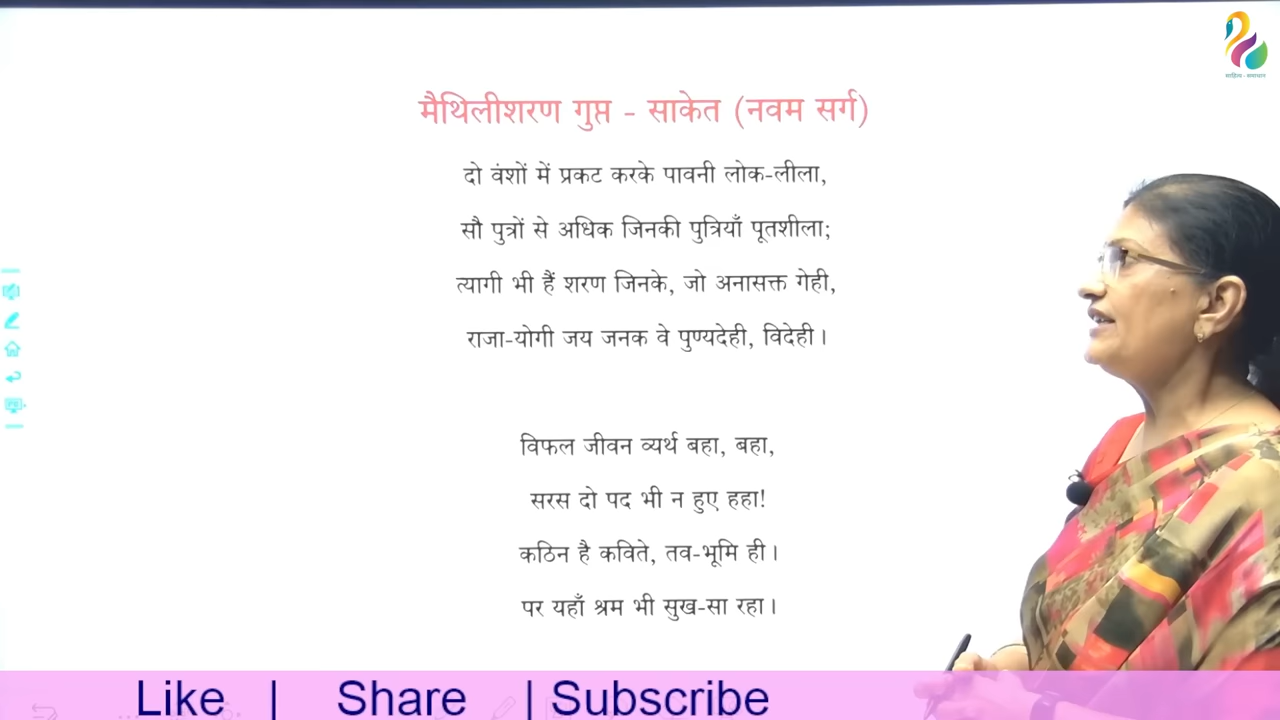 साहित्य - समाधान
मैथिलीशरण गुप्त - साकेत (नवम सर्ग)
दो वंशों में प्रकट करके पावनी लोक-लीला,
सौ पुत्रों से अधिक जिनकी पुत्रियाँ पूतशीला;
त्यागी भी हैं शरण जिनके, जो अनासक्त गेही,
राजा-योगी जय जनक वे पुण्यदेही, विदेही।
विफल जीवन व्यर्थ बहा, बहा,
सरस दो पद भी न हुए हहा!
कठिन है कविते, तव-भूमि ही।
पर यहाँ श्रम भी सुख-सा रहा।
Like | Share | Subscribe